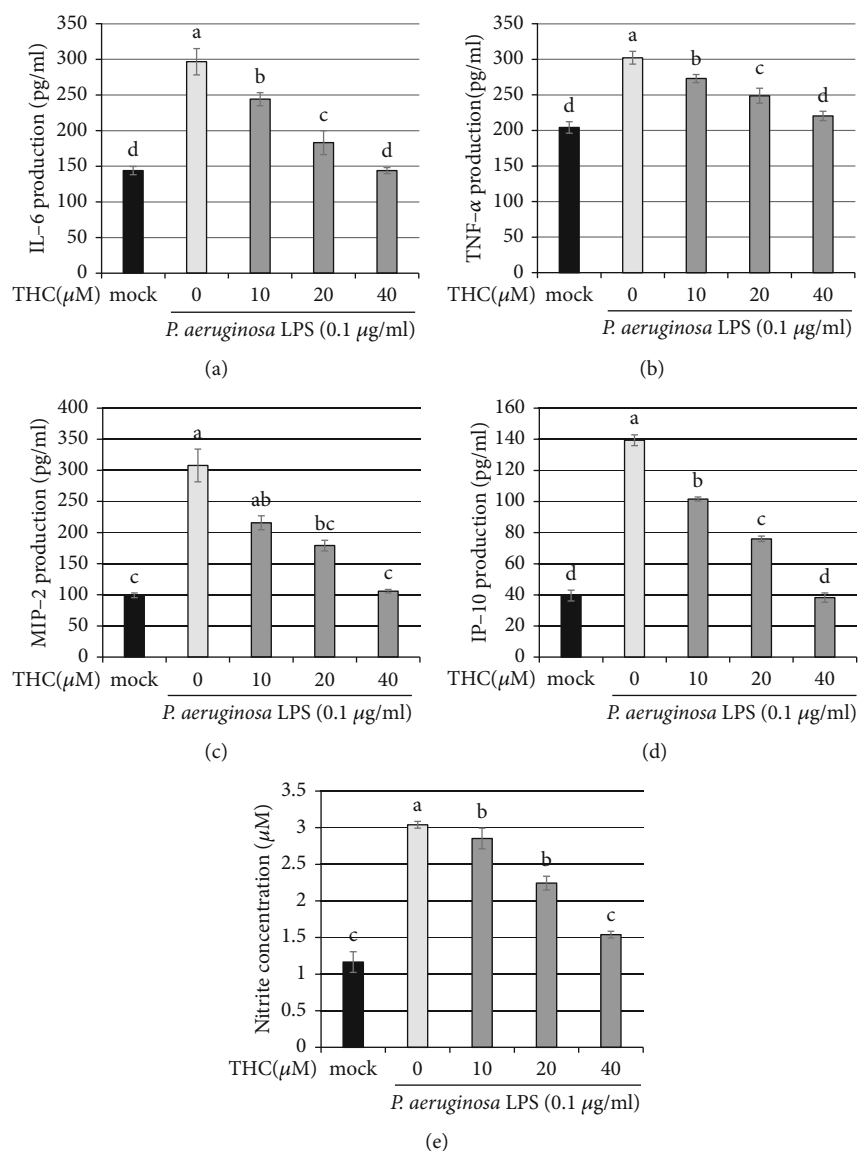 350
300
250
200
150
100
50
0
IL–6 production (pg/ml)
a
b
c
d
d
THC(μM) mock 0 10 20 40
P. aeruginosa LPS (0.1 μg/ml)
(a)
350
300
250
200
150
100
50
0
TNF–α production(pg/ml)
a
b
c
d
d
THC(μM) mock 0 10 20 40
P. aeruginosa LPS (0.1 μg/ml)
(b)
400
350
300
250
200
150
100
50
0
MIP–2 production (pg/ml)
a
ab
bc
c
c
THC(μM) mock 0 10 20 40
P. aeruginosa LPS (0.1 μg/ml)
(c)
160
140
120
100
80
60
40
20
0
IP–10 production (pg/ml)
a
b
c
d
d
THC(μM) mock 0 10 20 40
P. aeruginosa LPS (0.1 μg/ml)
(d)
3.5
3
2.5
2
1.5
1
0.5
0
Nitrite concentration (μM)
a
b
b
c
c
THC(μM) mock 0 10 20 40
P. aeruginosa LPS (0.1 μg/ml)
(e)